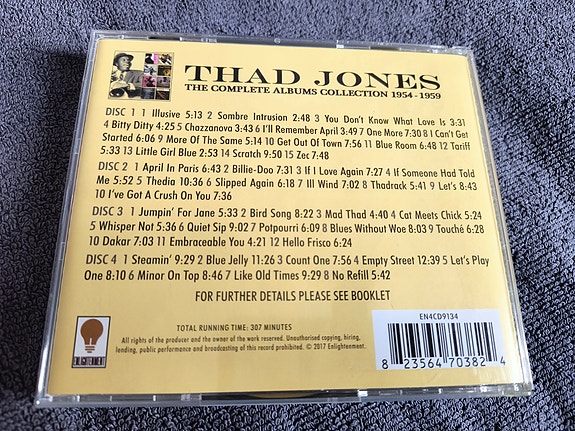 THAD JONES
THE COMPLETE ALBUMS COLLECTION 1954-1959
DISC 1 1 Illusive 5:13 2 Sombre Intrusion 2:48 3 You Don't Know What Love Is 3:31
4 Bitty Ditty 4:25 5 Chazzanova 3:43 6 I'll Remember April 3:49 7 One More 7:30 8 I Can't Get
Started 6:06 9 More Of The Same 5:14 10 Get Out Of Town 7:56 11 Blue Room 6:48 12 Tariff
5:33 13 Little Girl Blue 2:53 14 Scratch 9:50 15 Zec 7:48
DISC 2 1 April In Paris 6:43 2 Billie-Doo 7:31 3 If I Love Again 7:27 4 If Someone Had Told
Me 5:52 5 Thedia 10:36 6 Slipped Again 6:18 7 Ill Wind 7:02 8 Thadrack 5:41 9 Let's 8:43
10 I've Got A Crush On You 7:36
DISC 3 1 Jumpin' For Jane 5:33 2 Bird Song 8:22 3 Mad Thad 4:40 4 Cat Meets Chick 5:24
5 Whisper Not 5:36 6 Quiet Sip 9:02 7 Potpourri 6:09 8 Blues Without Woe 8:03 9 Touché 6:28
10 Dakar 7:03 11 Embraceable You 4:21 12 Hello Frisco 6:24
DISC 4 1 Steamin' 9:29 2 Blue Jelly 11:26 3 Count One 7:56 4 Empty Street 12:39 5 Let's Play
One 8:10 6 Minor On Top 8:46 7 Like Old Times 9:29 8 No Refill 5:42
FOR FURTHER DETAILS PLEASE SEE BOOKLET
ENLIGHTENMENT
TOTAL RUNNING TIME: 307 MINUTES
All rights of the producer and the owner of the work reserved. Unauthorised copying, hiring,
lending, public performance and broadcasting of this record prohibited. © 2017 Enlightenment.
EN4CD9134
8 23564 70382 4